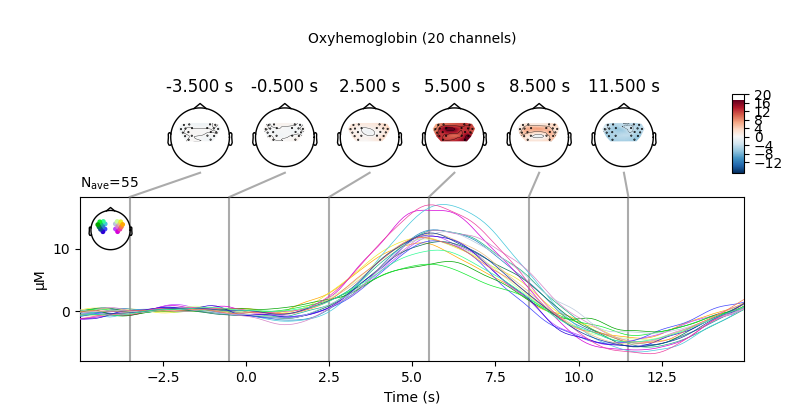 Oxyhemoglobin (20 channels)
-3.500 s -0.500 s 2.500 s 5.500 s 8.500 s 11.500 s
20
16
12
8
4
0
−4
−8
−12
Nave=55
10
0
µM
−2.5 0.0 2.5 5.0 7.5 10.0 12.5
Time (s)